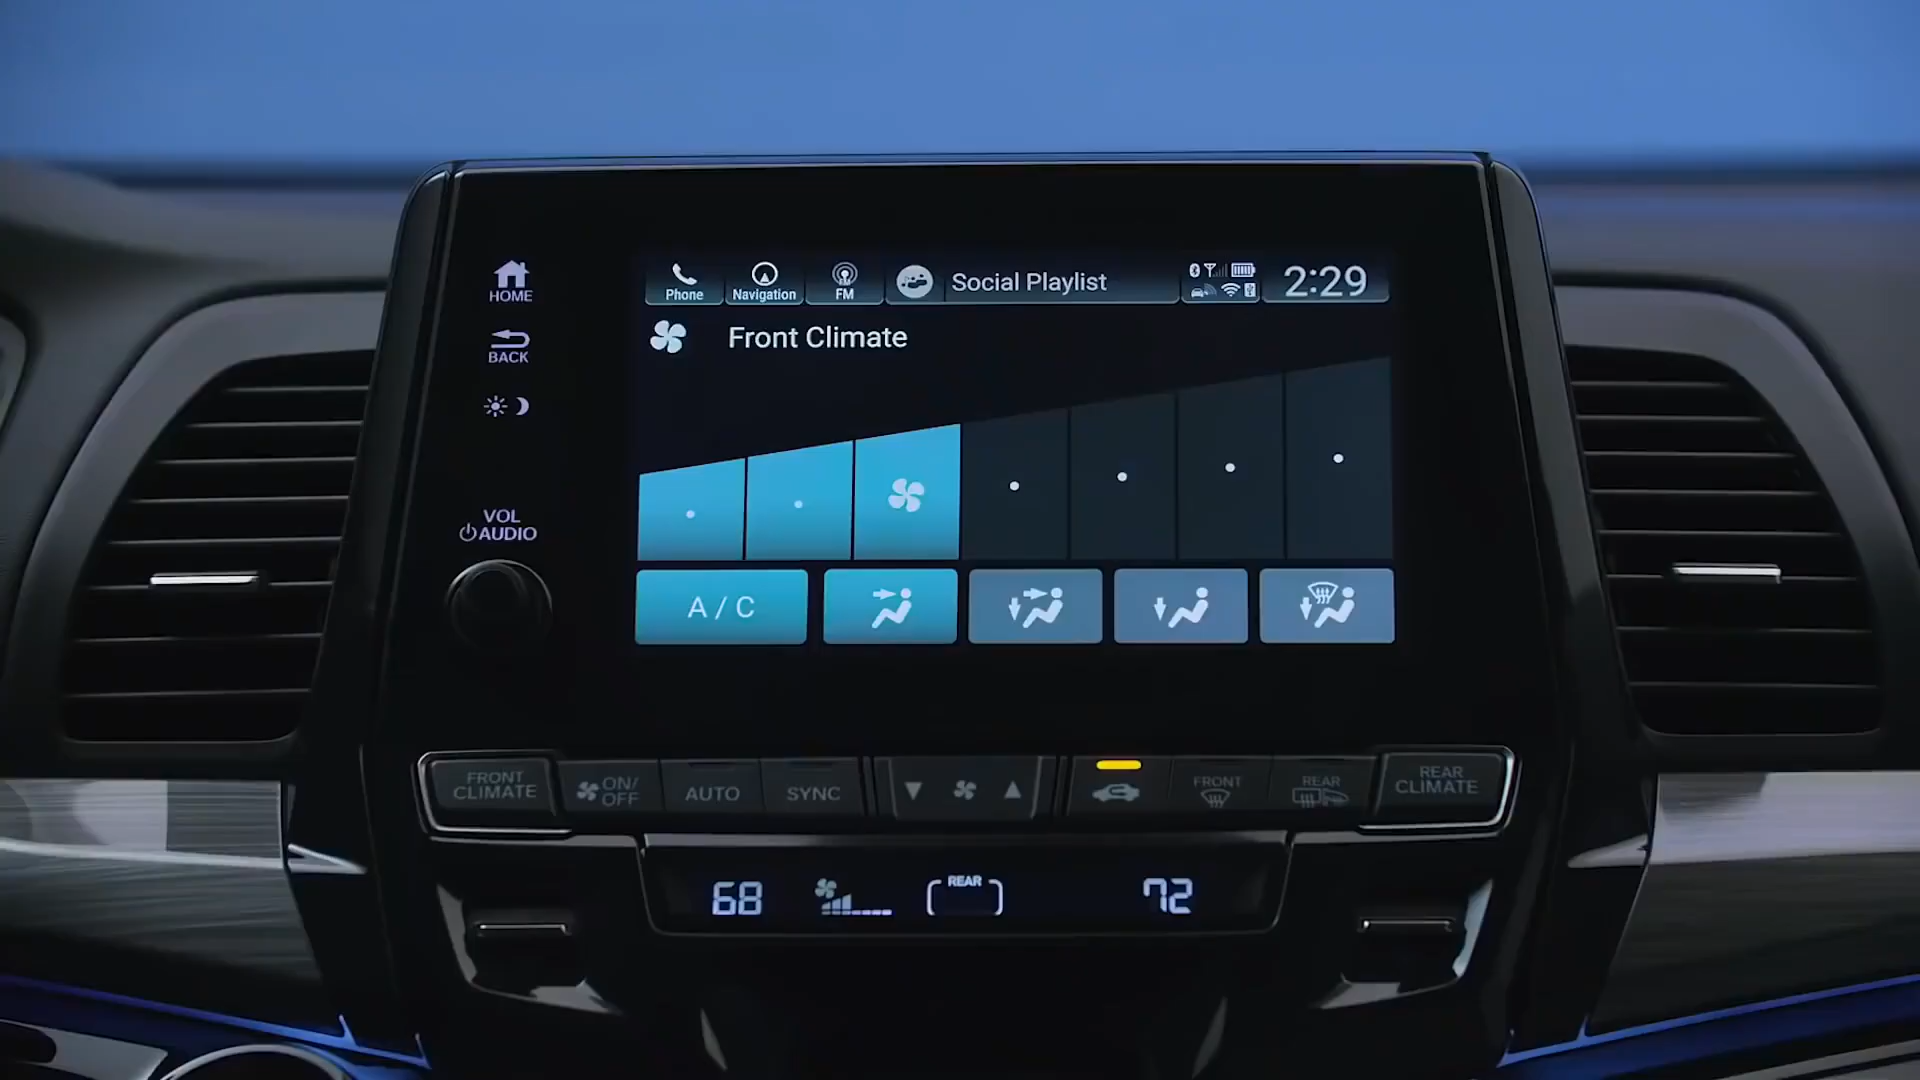 HOME
BACK
VOL
AUDIO
Phone
Navigation
FM
Social Playlist
2:29
Front Climate
A / C
FRONT
CLIMATE
ON/
OFF
AUTO
SYNC
FRONT
REAR
REAR
CLIMATE
68
REAR
72